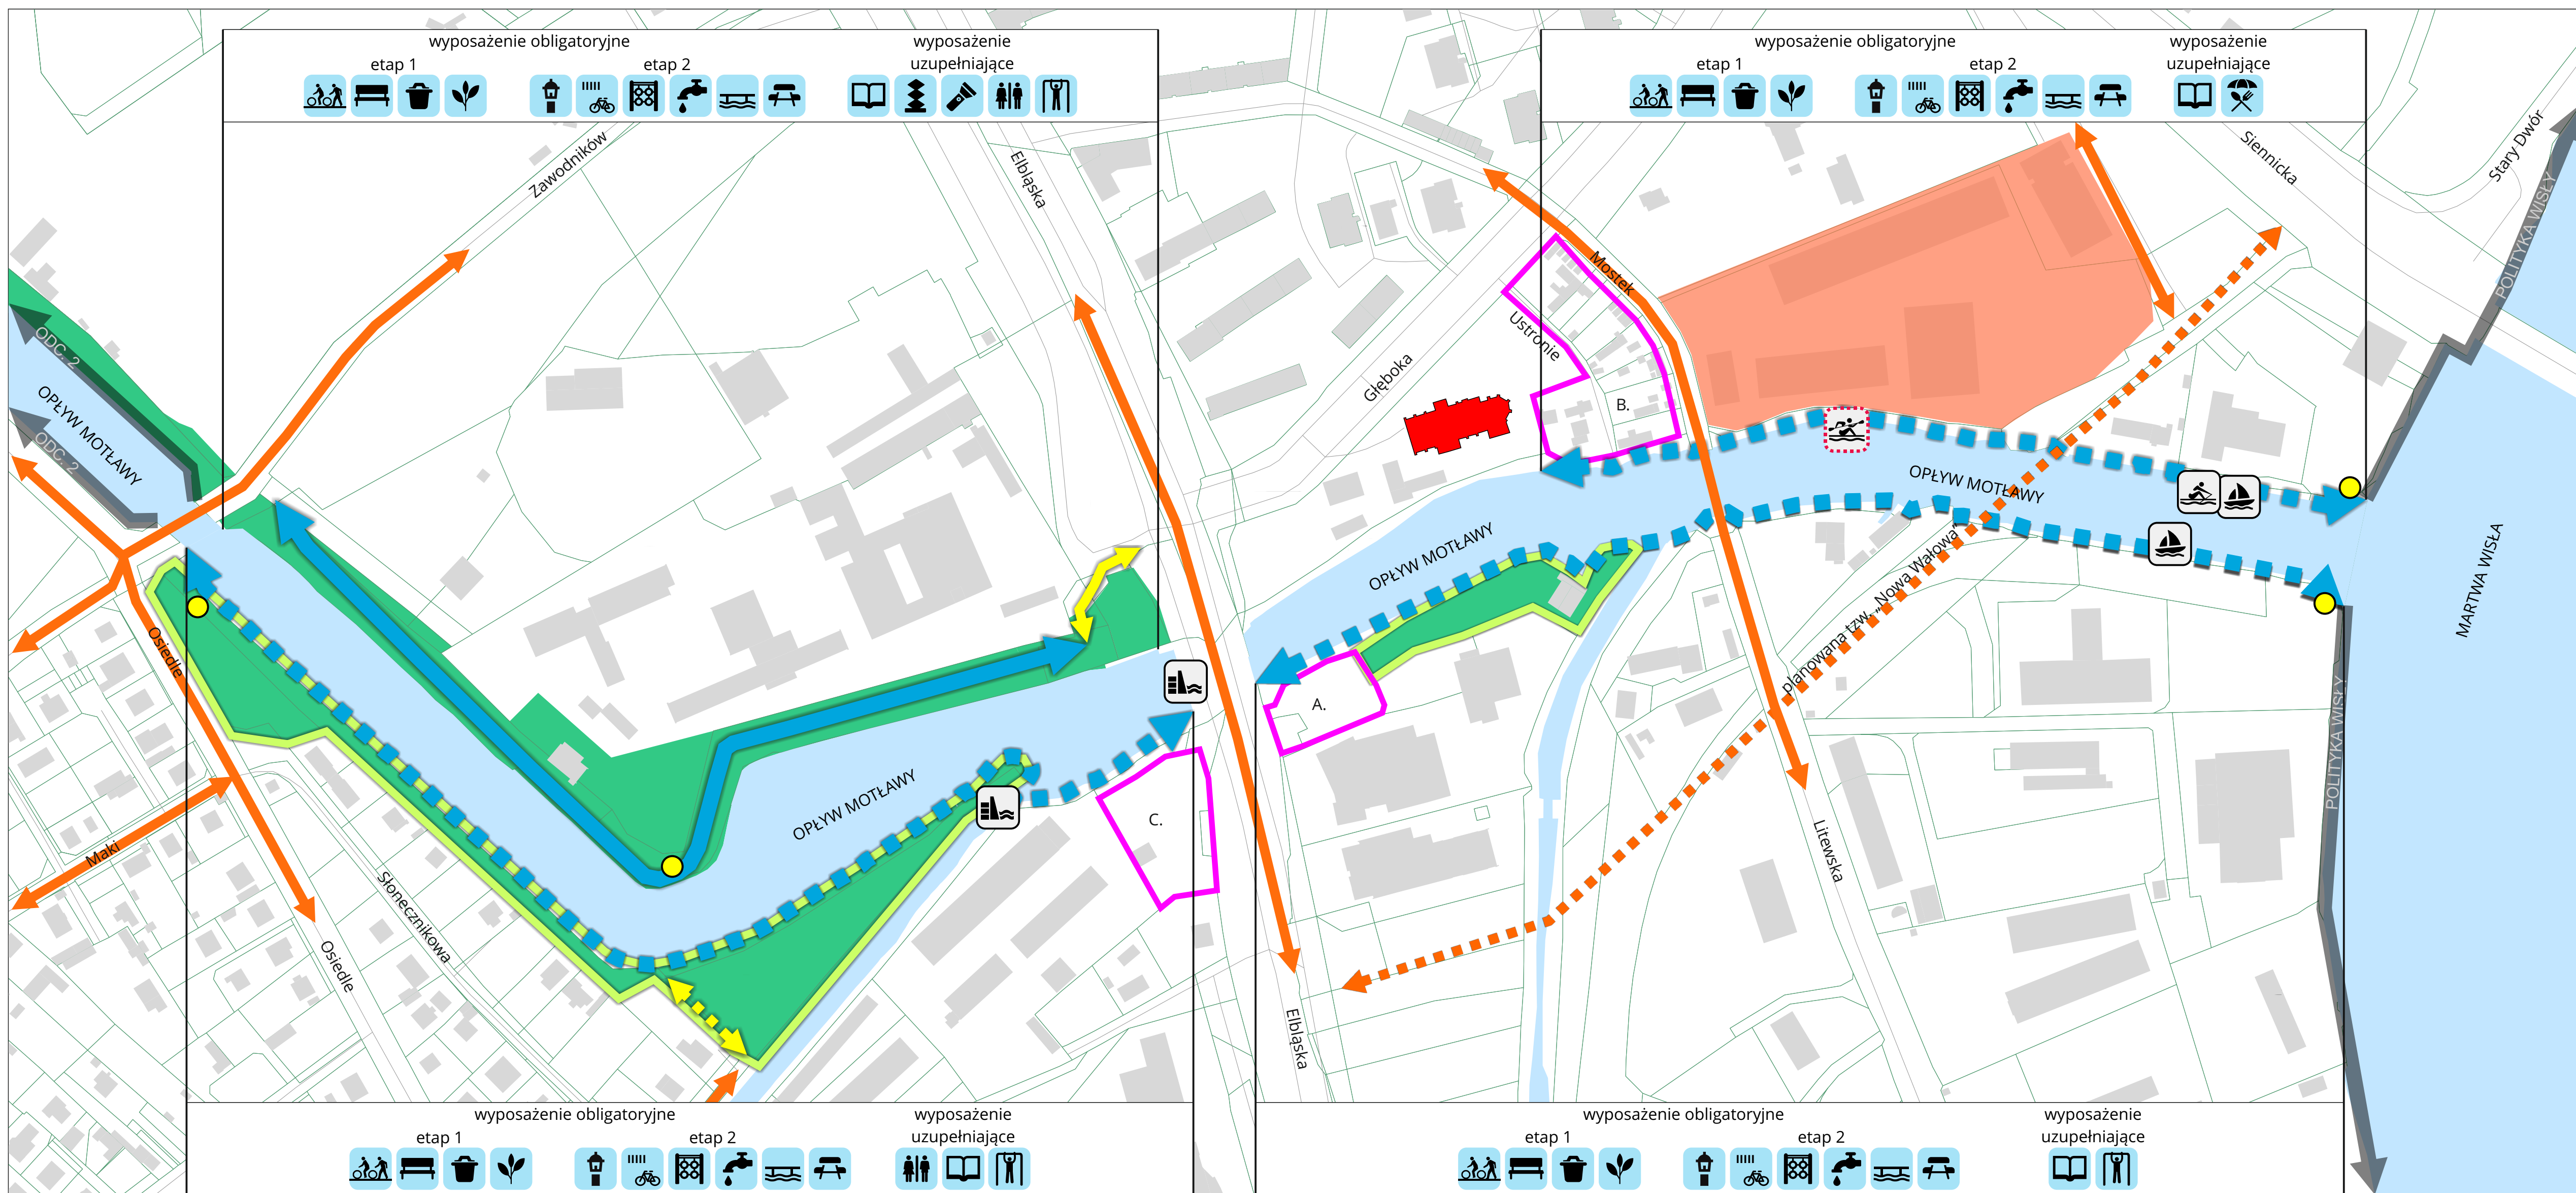 wyposażenie obligatoryjne
wyposażenie
uzupełniające
etap 1
etap 2
wyposażenie obligatoryjne
wyposażenie
uzupełniające
etap 1
etap 2
Zawodników
Elbląska
Siennicka
Stary Dwór
POLITYKA WISŁY
Mostek
Ustronie
Głęboka
B.
ODC. 2
OPŁYW MOTŁAWY
ODC. 2
OPŁYW MOTŁAWY
OPŁYW MOTŁAWY
MARTWA WISŁA
planowana tzw. „Nowa Wałowa"
Osiedle
A.
POLITYKA WISŁY
OPŁYW MOTŁAWY
C.
Maki
Słonecznikowa
Litewska
Osiedle
Elbląska
wyposażenie obligatoryjne
wyposażenie
uzupełniające
etap 1
etap 2
wyposażenie obligatoryjne
wyposażenie
uzupełniające
etap 1
etap 2